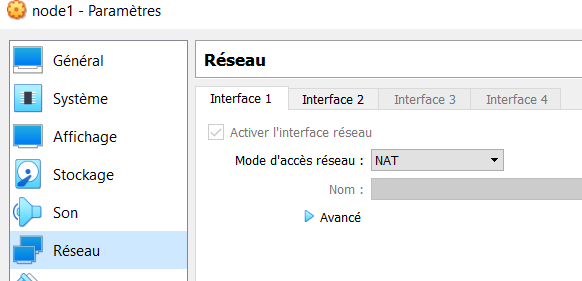 node1 - Paramètres
Général
Système
Affichage
Stockage
Son
Réseau
Réseau
Interface 1 Interface 2 Interface 3 Interface 4
Activer l'interface réseau
Mode d'accès réseau : NAT
Nom :
Avancé